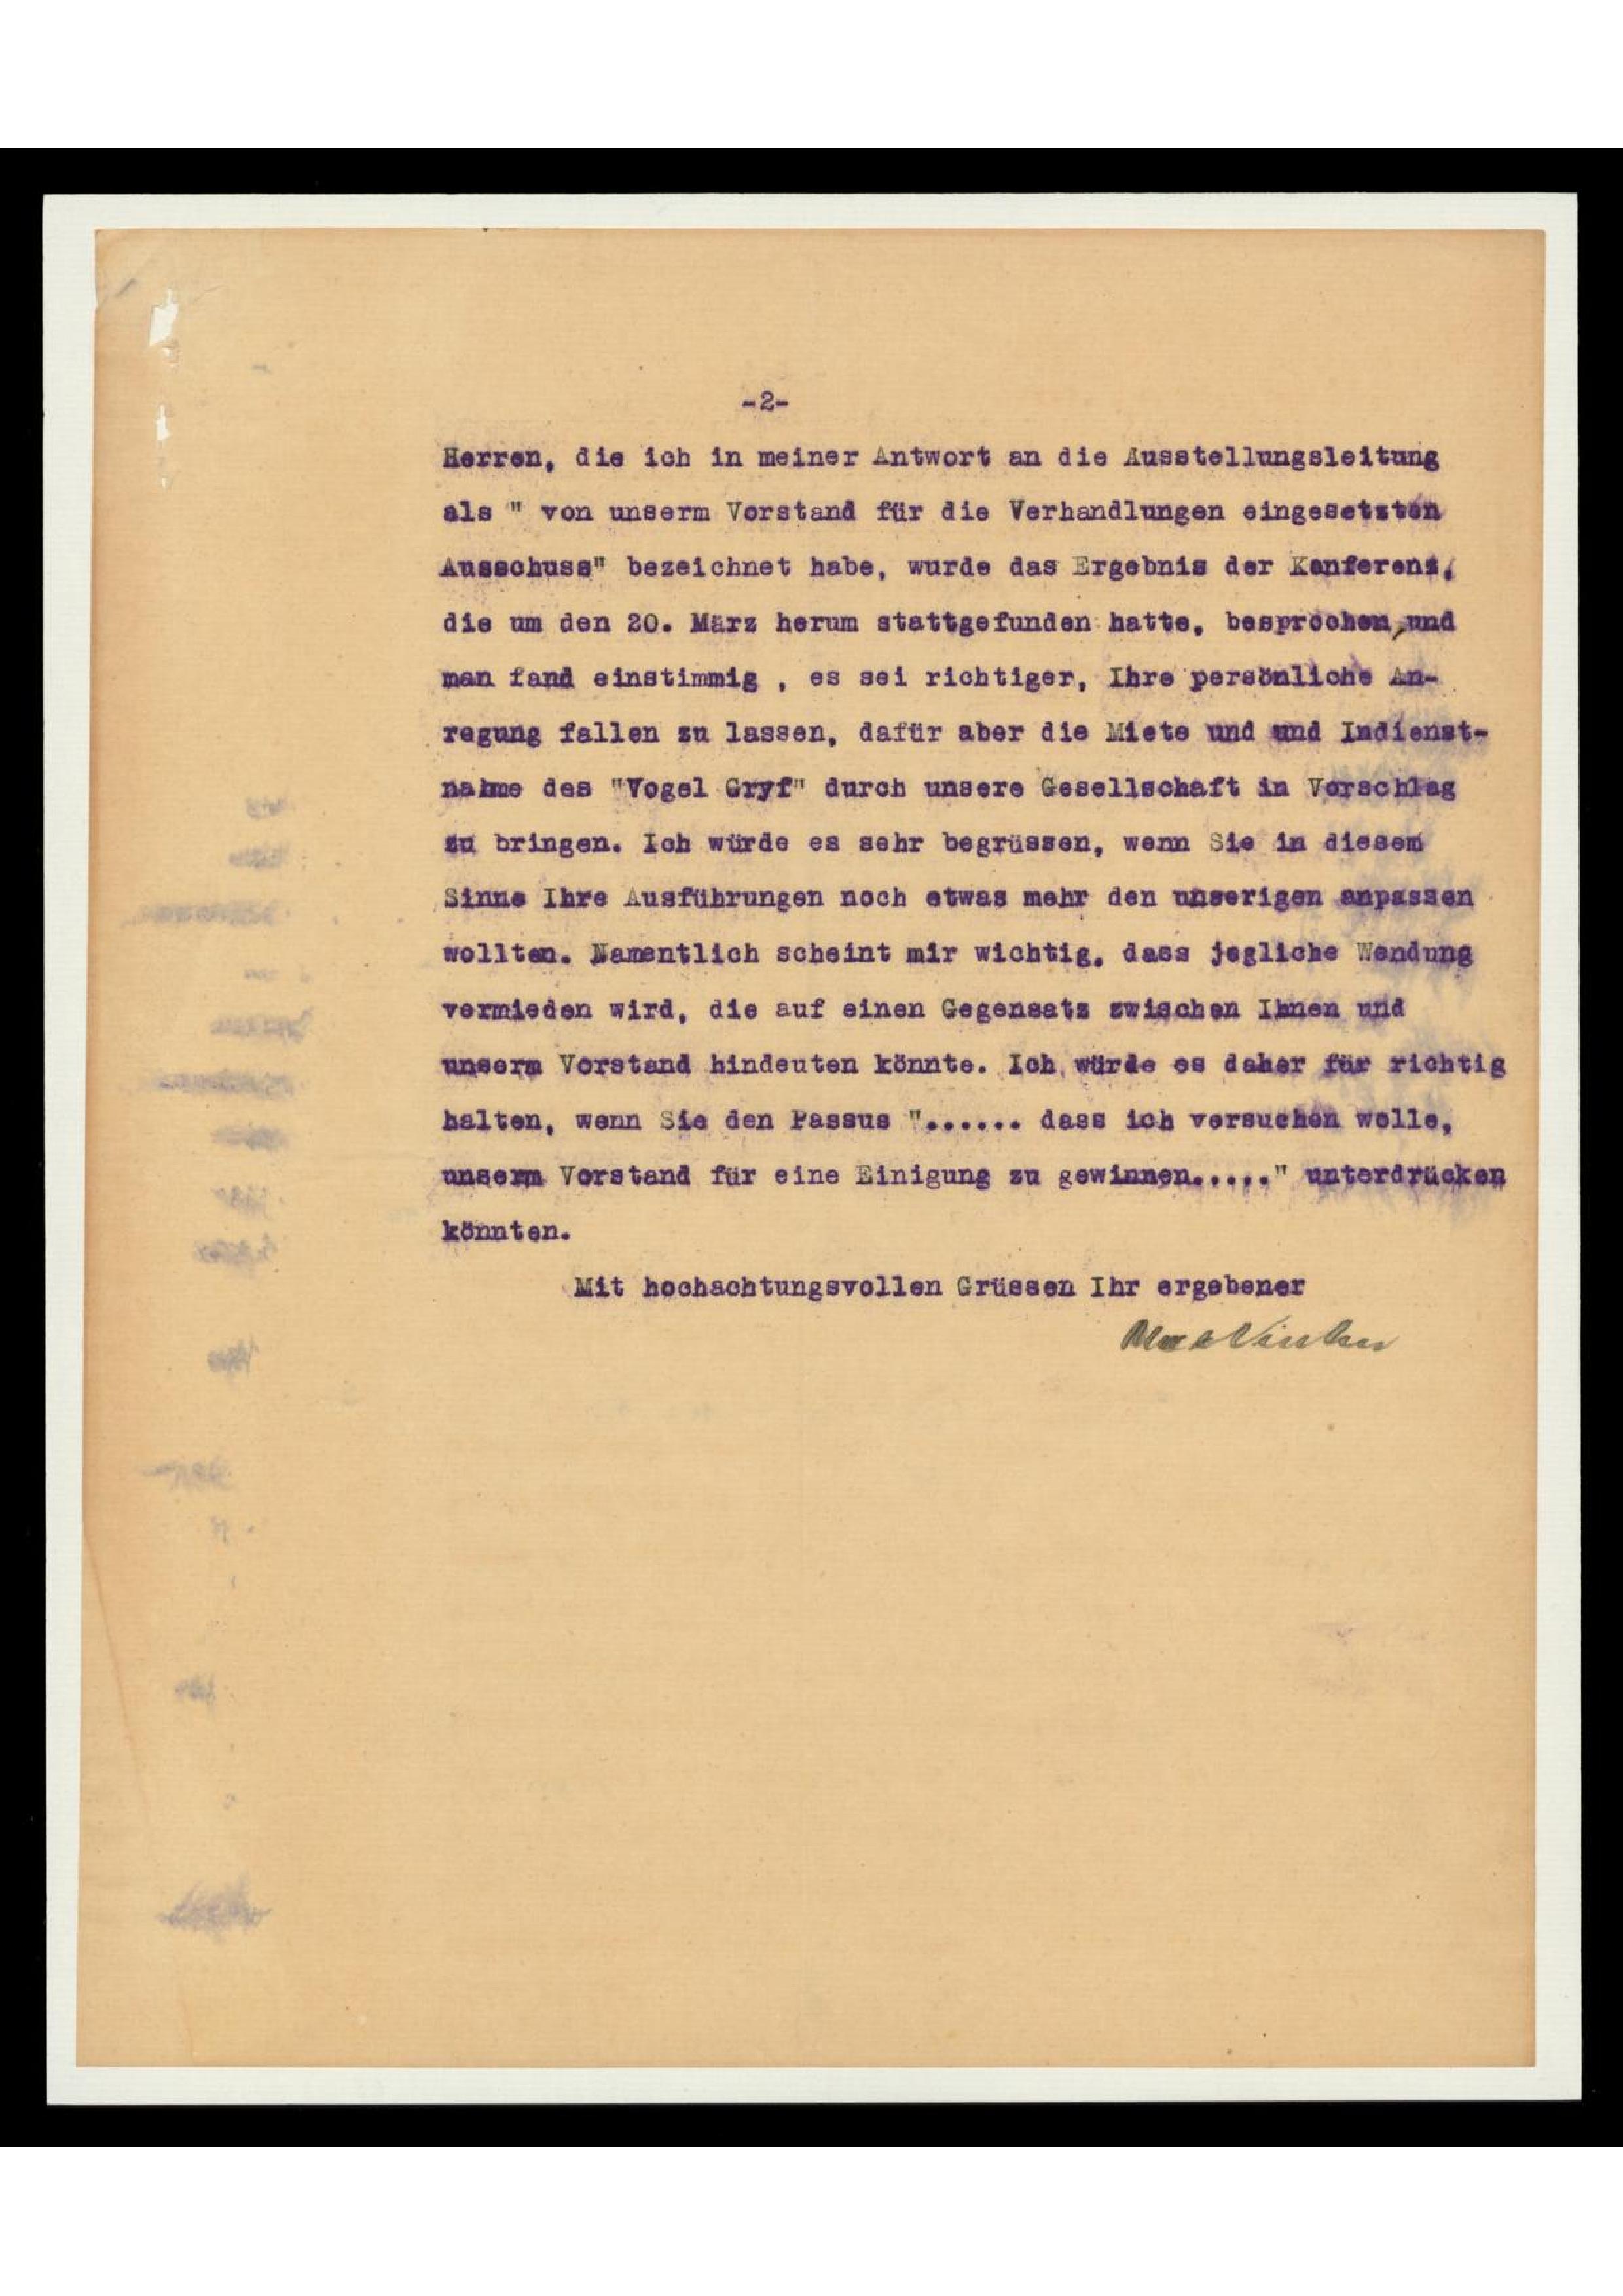 -2-
Herren, die ich in meiner Antwort an die Ausstellungsleitung
als " von unserm Vorstand für die Verhandlungen eingesetzten
Ausschuss" bezeichnet habe, wurde das Ergebnis der Konferenz,
die um den 20. März herum stattgefunden hatte, besprochen, und
man fand einstimmig , es sei richtiger, Ihre persönliche An-
regung fallen zu lassen, dafür aber die Miete und und Indienst-
nahme des "Vogel Gryf" durch unsere Gesellschaft in Vorschlag
zu bringen. Ich würde es sehr begrüssen, wenn Sie in diesem
Sinne Ihre Ausführungen noch etwas mehr den unserigen anpassen
wollten. Namentlich scheint mir wichtig, dass jegliche Wendung
vermieden wird, die auf einen Gegensatz zwischen Ihnen und
unserm Vorstand hindeuten könnte. Ich würde es daher für richtig
halten, wenn Sie den Passus "...... dass ich versuchen wolle,
unserm Vorstand für eine Einigung zu gewinnen....." unterdrücken
könnten.
Mit hochachtungsvollen Grüssen Ihr ergebener